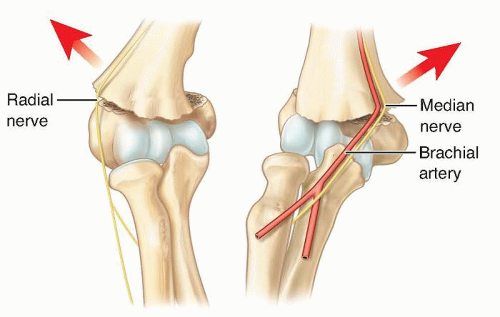 Radial
nerve
Median
nerve
Brachial
artery